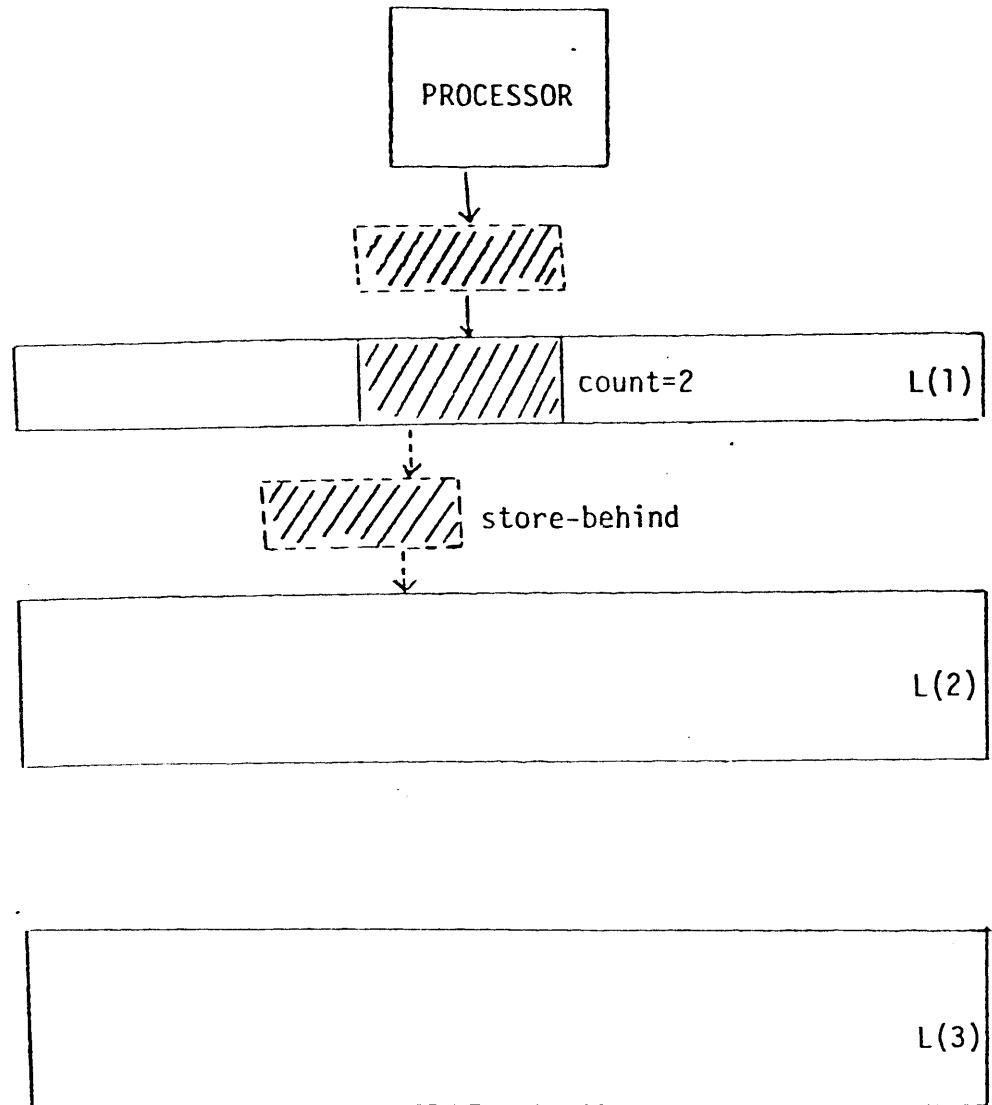 PROCESSOR
count=2
L(1)
store-behind
L(2)
L(3)